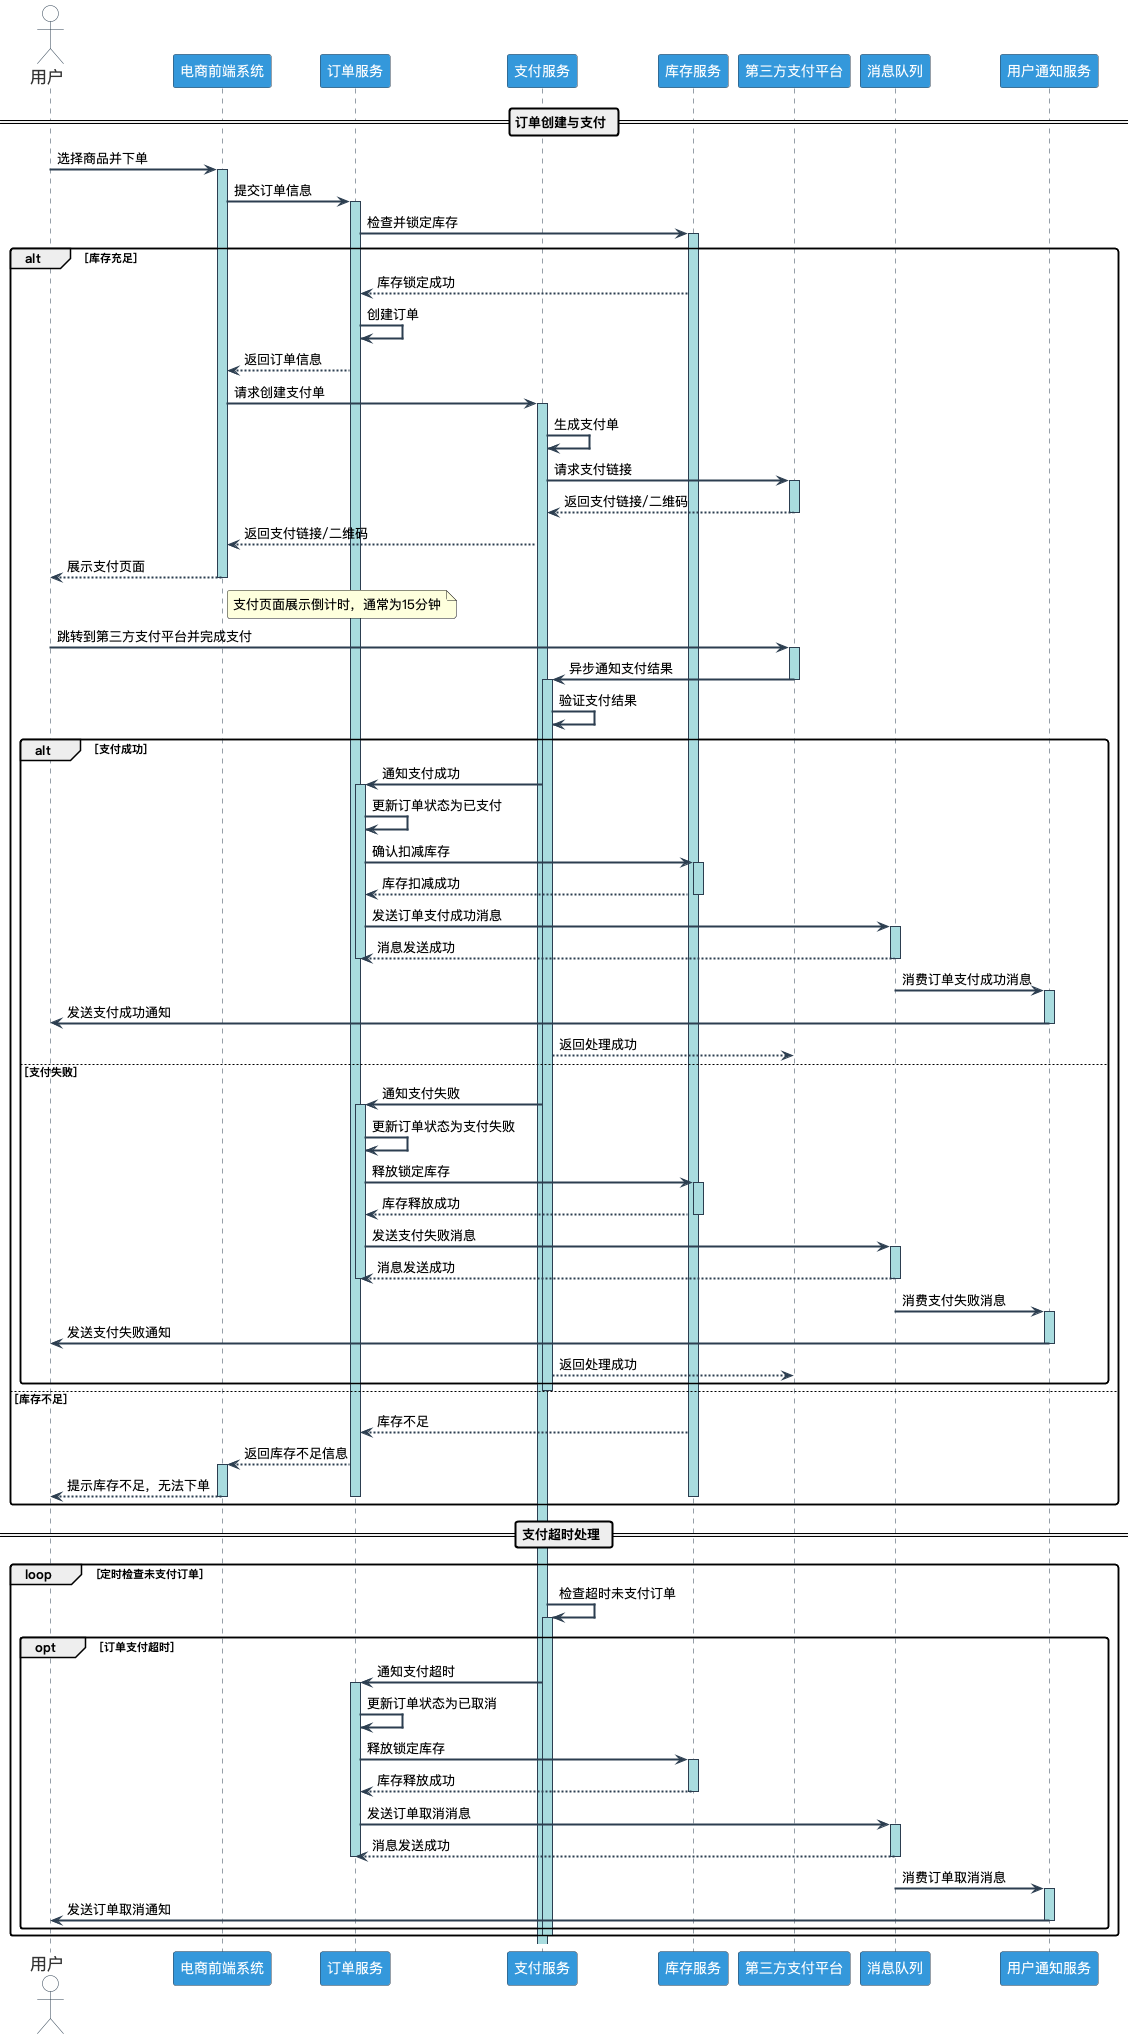 用户
电商前端系统
订单服务
支付服务
库存服务
第三方支付平台
消息队列
用户通知服务
订单创建与支付
选择商品并下单
提交订单信息
检查并锁定库存
alt [库存充足]
库存锁定成功
创建订单
返回订单信息
请求创建支付单
生成支付单
请求支付链接
返回支付链接/二维码
返回支付链接/二维码
展示支付页面
支付页面展示倒计时，通常为15分钟
跳转到第三方支付平台并完成支付
异步通知支付结果
验证支付结果
alt [支付成功]
通知支付成功
更新订单状态为已支付
确认扣减库存
库存扣减成功
发送订单支付成功消息
消息发送成功
消费订单支付成功消息
发送支付成功通知
返回处理成功
[支付失败]
通知支付失败
更新订单状态为支付失败
释放锁定库存
库存释放成功
发送支付失败消息
消息发送成功
消费支付失败消息
发送支付失败通知
返回处理成功
[库存不足]
库存不足
返回库存不足信息
提示库存不足，无法下单
支付超时处理
loop [定时检查未支付订单]
检查超时未支付订单
opt [订单支付超时]
通知支付超时
更新订单状态为已取消
释放锁定库存
库存释放成功
发送订单取消消息
消息发送成功
消费订单取消消息
发送订单取消通知
用户
电商前端系统
订单服务
支付服务
库存服务
第三方支付平台
消息队列
用户通知服务